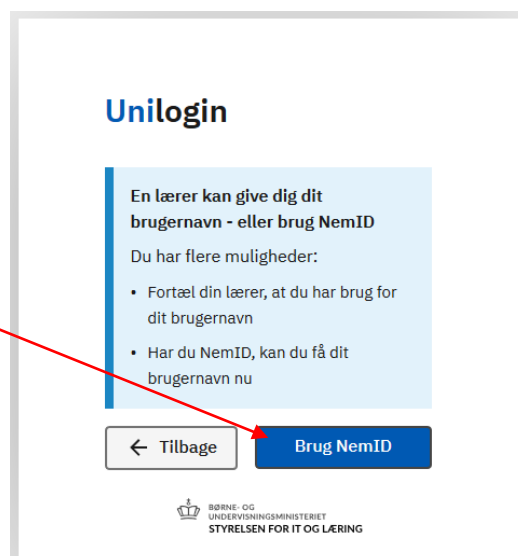 Unilogin
En lærer kan give dig dit
brugernavn - eller brug NemID
Du har flere muligheder:
• Fortæl din lærer, at du har brug for
dit brugernavn
• Har du NemID, kan du få dit
brugernavn nu
← Tilbage
Brug NemID
BØRNE- OG
UNDERVISNINGSMINISTERIET
STYRELSEN FOR IT OG LÆRING